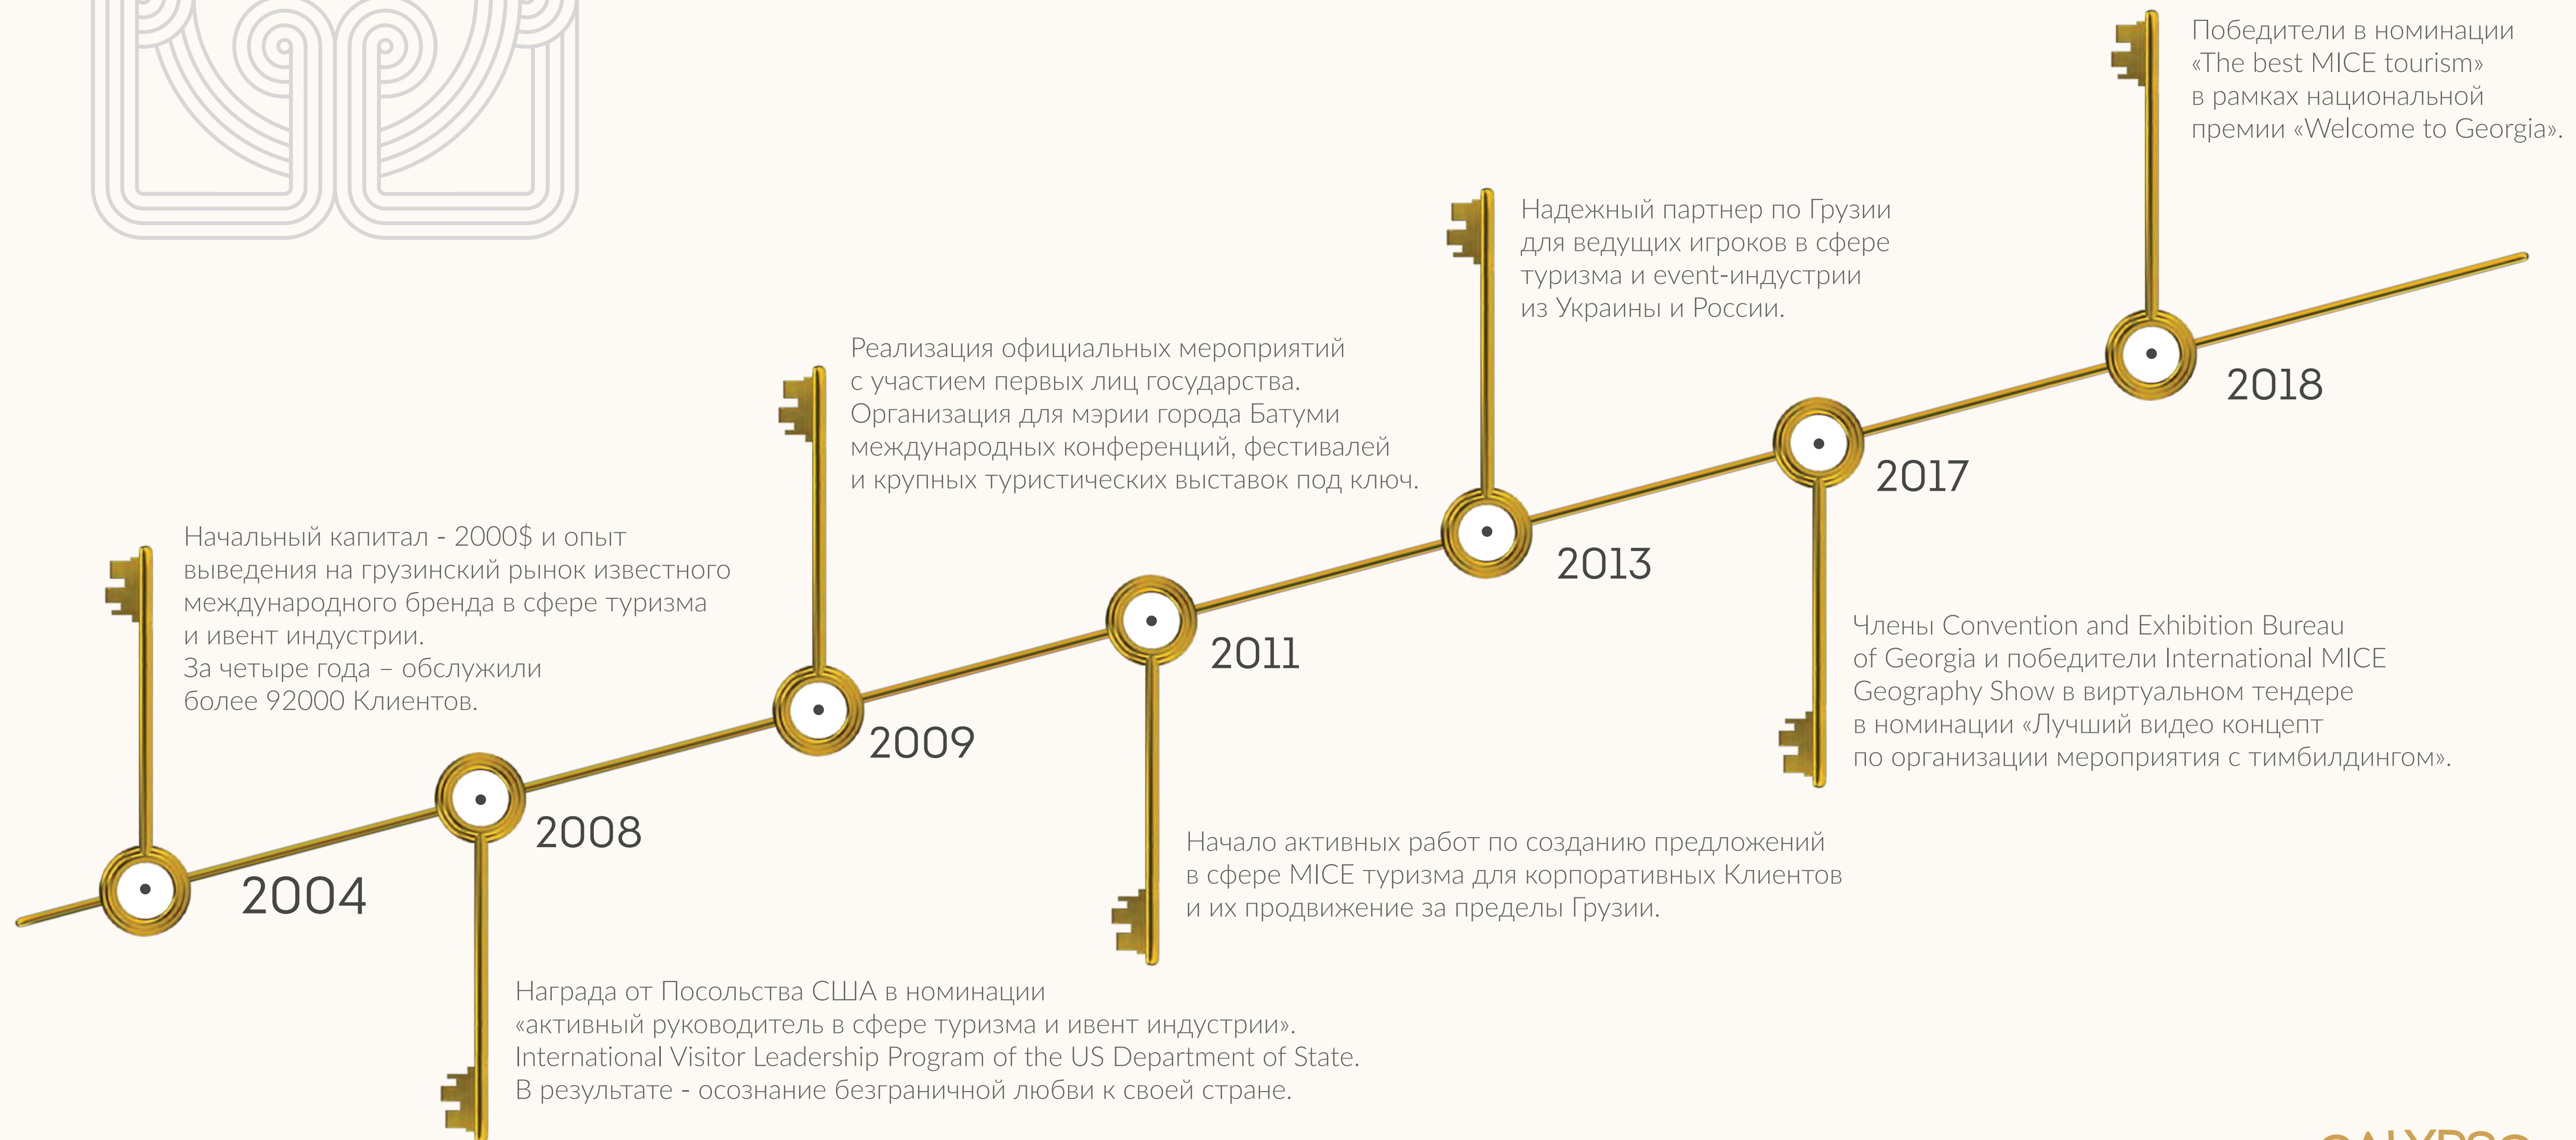 Победители в номинации
«The best MICE tourism»
в рамках национальной
премии «Welcome to Georgia».
2018
Надежный партнер по Грузии
для ведущих игроков в сфере
туризма и event-индустрии
из Украины и России.
2013
2017
Члены Convention and Exhibition Bureau
of Georgia и победители International MICE
Geography Show в виртуальном тендере
в номинации «Лучший видео концепт
по организации мероприятия с тимбилдингом».
Реализация официальных мероприятий
с участием первых лиц государства.
Организация для мэрии города Батуми
международных конференций, фестивалей
и крупных туристических выставок под ключ.
2009
2011
Начало активных работ по созданию предложений
в сфере MICE туризма для корпоративных Клиентов
и их продвижение за пределы Грузии.
Начальный капитал - 2000$ и опыт
выведения на грузинский рынок известного
международного бренда в сфере туризма
и ивент индустрии.
За четыре года – обслужили
более 92000 Клиентов.
2004
2008
Награда от Посольства США в номинации
«активный руководитель в сфере туризма и ивент индустрии».
International Visitor Leadership Program of the US Department of State.
В результате - осознание безграничной любви к своей стране.